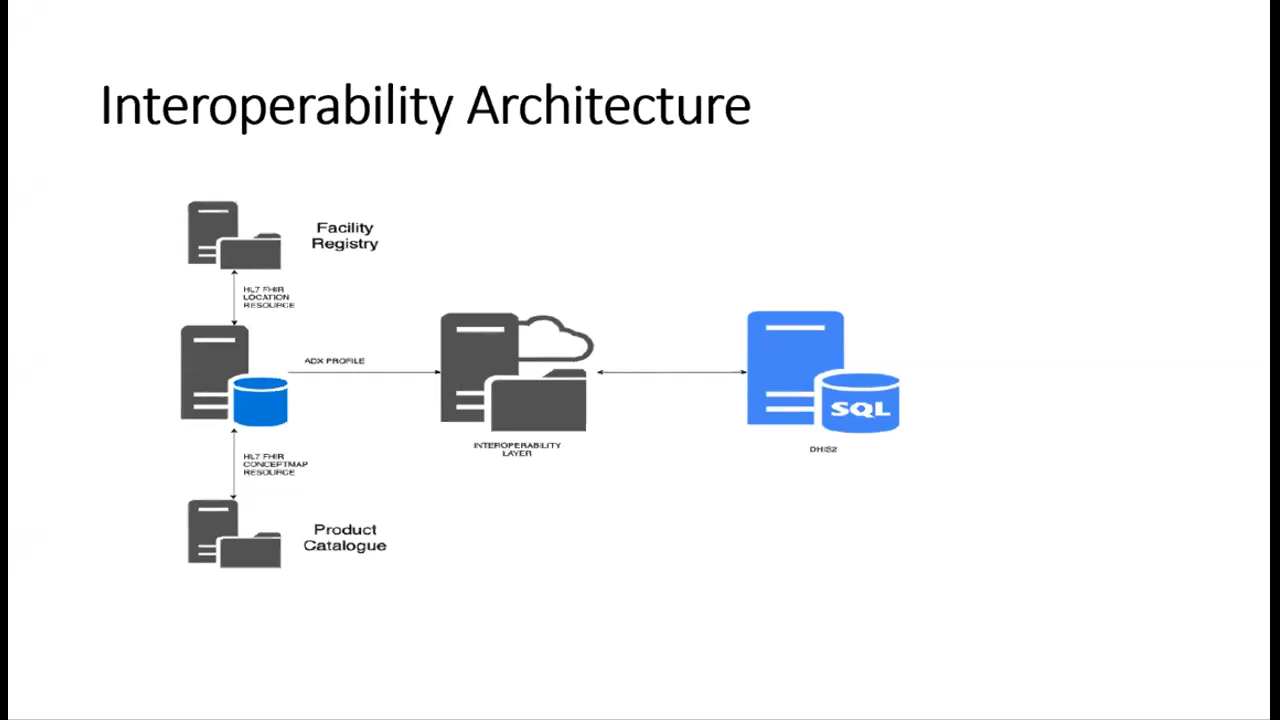 Interoperability Architecture
Facility
Registry
HL7 FHIR
LOCATION
RESOURCE
ADX PROFILE
INTEROPERABILITY
LAYER
SQL
DHIS2
HL7 FHIR
CONCEPTMAP
RESOURCE
Product
Catalogue